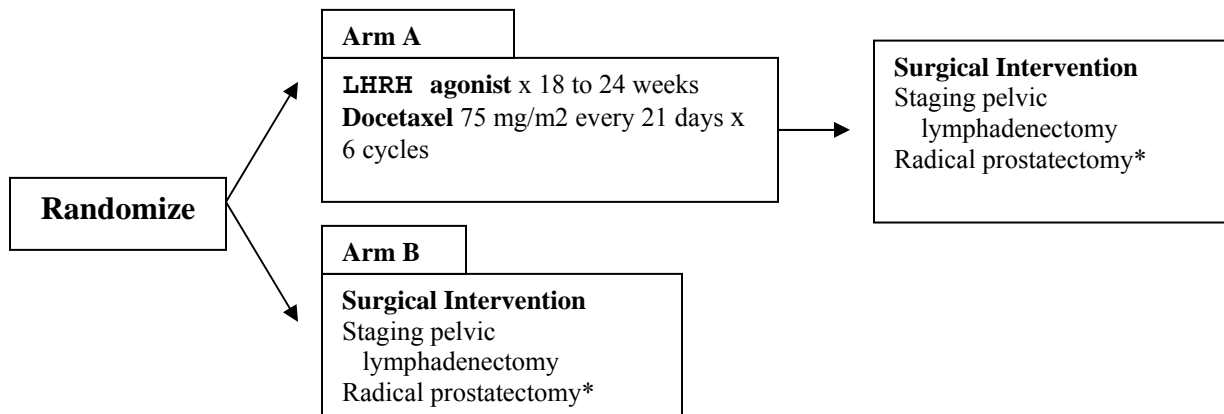 Randomize
Arm A
LHRH agonist x 18 to 24 weeks
Docetaxel 75 mg/m2 every 21 days x
6 cycles
Surgical Intervention
Staging pelvic
lymphadenectomy
Radical prostatectomy*
Arm B
Surgical Intervention
Staging pelvic
lymphadenectomy
Radical prostatectomy*